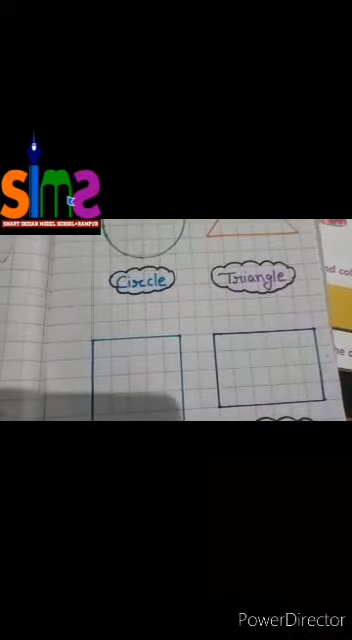 SIMS
SMART INDIAN MODEL SCHOOL RAMPUR
Circle
Triangle
PowerDirector